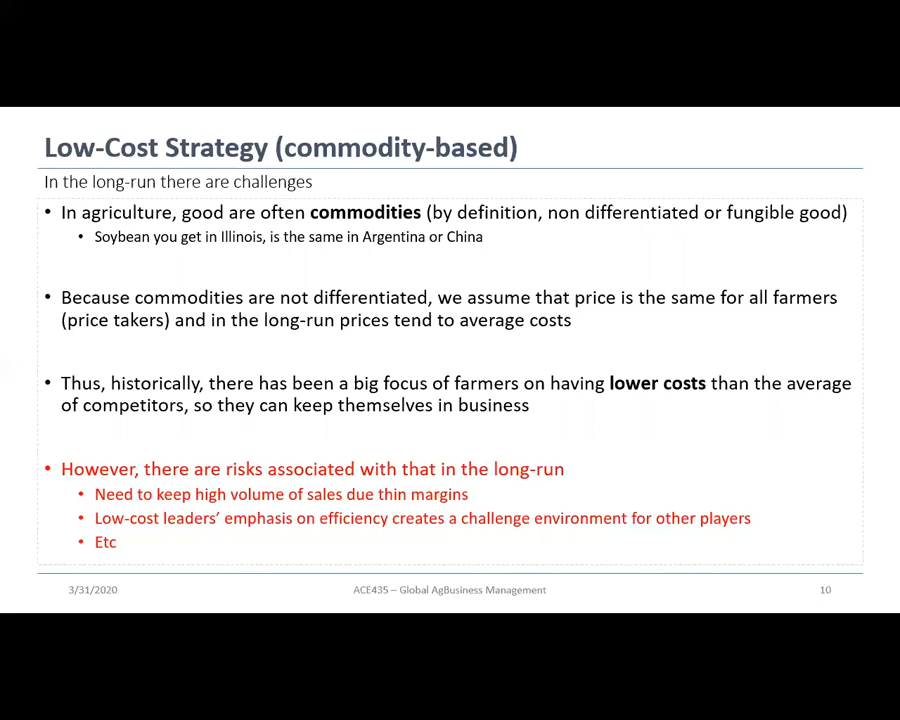 Low-Cost Strategy (commodity-based)
In the long-run there are challenges
• In agriculture, good are often commodities (by definition, non differentiated or fungible good)
• Soybean you get in Illinois, is the same in Argentina or China
• Because commodities are not differentiated, we assume that price is the same for all farmers
(price takers) and in the long-run prices tend to average costs
• Thus, historically, there has been a big focus of farmers on having lower costs than the average
of competitors, so they can keep themselves in business
• However, there are risks associated with that in the long-run
• Need to keep high volume of sales due thin margins
• Low-cost leaders’ emphasis on efficiency creates a challenge environment for other players
• Etc
3/31/2020 ACE435 – Global AgBusiness Management 10